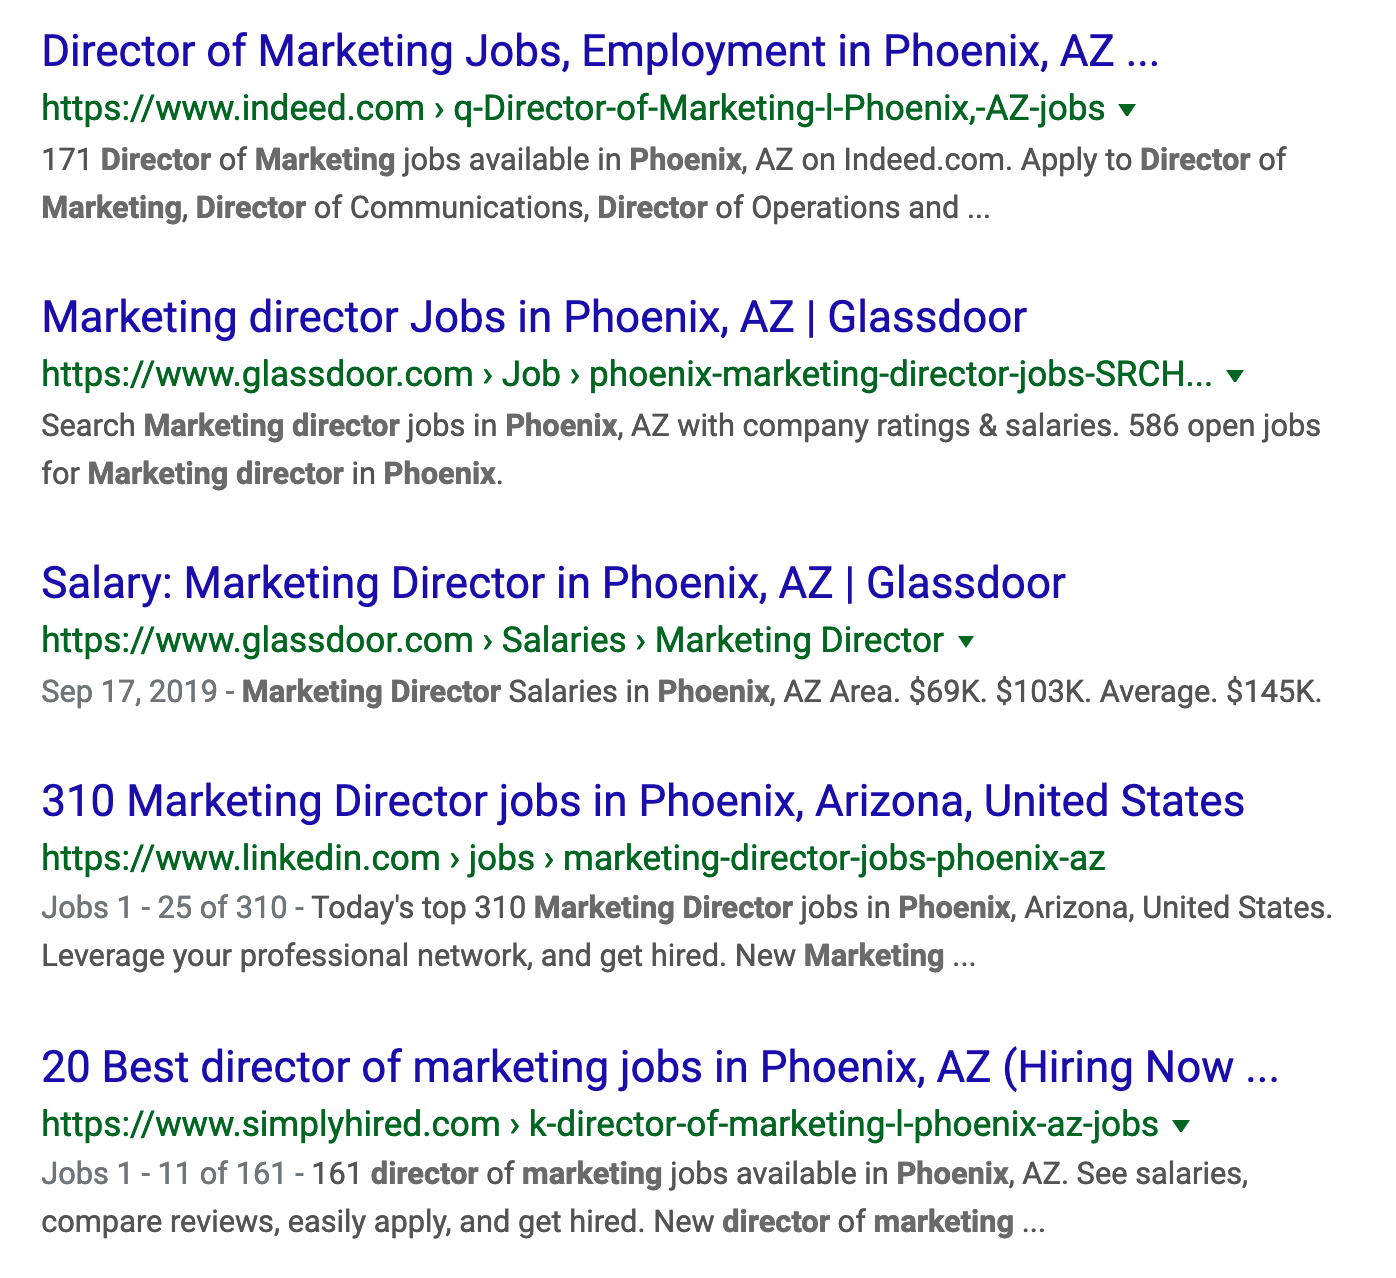 Director of Marketing Jobs, Employment in Phoenix, AZ ...
https://www.indeed.com › q-Director-of-Marketing-l-Phoenix,-AZ-jobs
171 Director of Marketing jobs available in Phoenix, AZ on Indeed.com. Apply to Director of
Marketing, Director of Communications, Director of Operations and ...
Marketing director Jobs in Phoenix, AZ | Glassdoor
https://www.glassdoor.com › Job › phoenix-marketing-director-jobs-SRCH...
Search Marketing director jobs in Phoenix, AZ with company ratings & salaries. 586 open jobs
for Marketing director in Phoenix.
Salary: Marketing Director in Phoenix, AZ | Glassdoor
https://www.glassdoor.com › Salaries › Marketing Director
Sep 17, 2019 - Marketing Director Salaries in Phoenix, AZ Area. $69K. $103K. Average. $145K.
310 Marketing Director jobs in Phoenix, Arizona, United States
https://www.linkedin.com › jobs › marketing-director-jobs-phoenix-az
Jobs 1 - 25 of 310 - Today's top 310 Marketing Director jobs in Phoenix, Arizona, United States.
Leverage your professional network, and get hired. New Marketing ...
20 Best director of marketing jobs in Phoenix, AZ (Hiring Now ...
https://www.simplyhired.com › k-director-of-marketing-l-phoenix-az-jobs
Jobs 1 - 11 of 161 - 161 director of marketing jobs available in Phoenix, AZ. See salaries,
compare reviews, easily apply, and get hired. New director of marketing ...